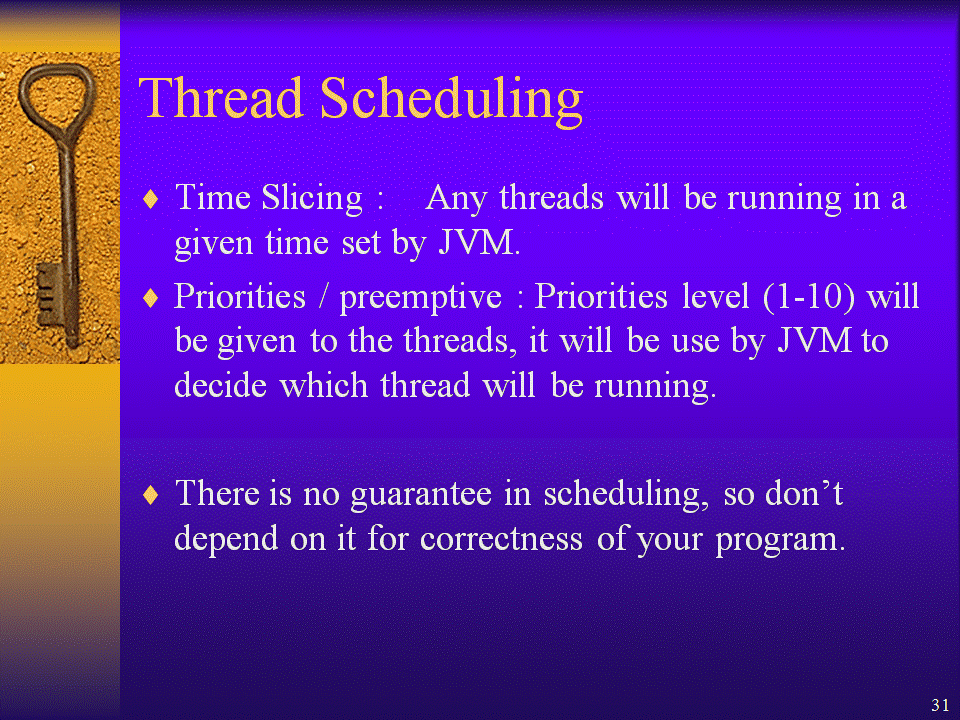 Thread Scheduling
♦ Time Slicing : Any threads will be running in a
given time set by JVM.
♦ Priorities / preemptive : Priorities level (1-10) will
be given to the threads, it will be use by JVM to
decide which thread will be running.
♦ There is no guarantee in scheduling, so don’t
depend on it for correctness of your program.
31